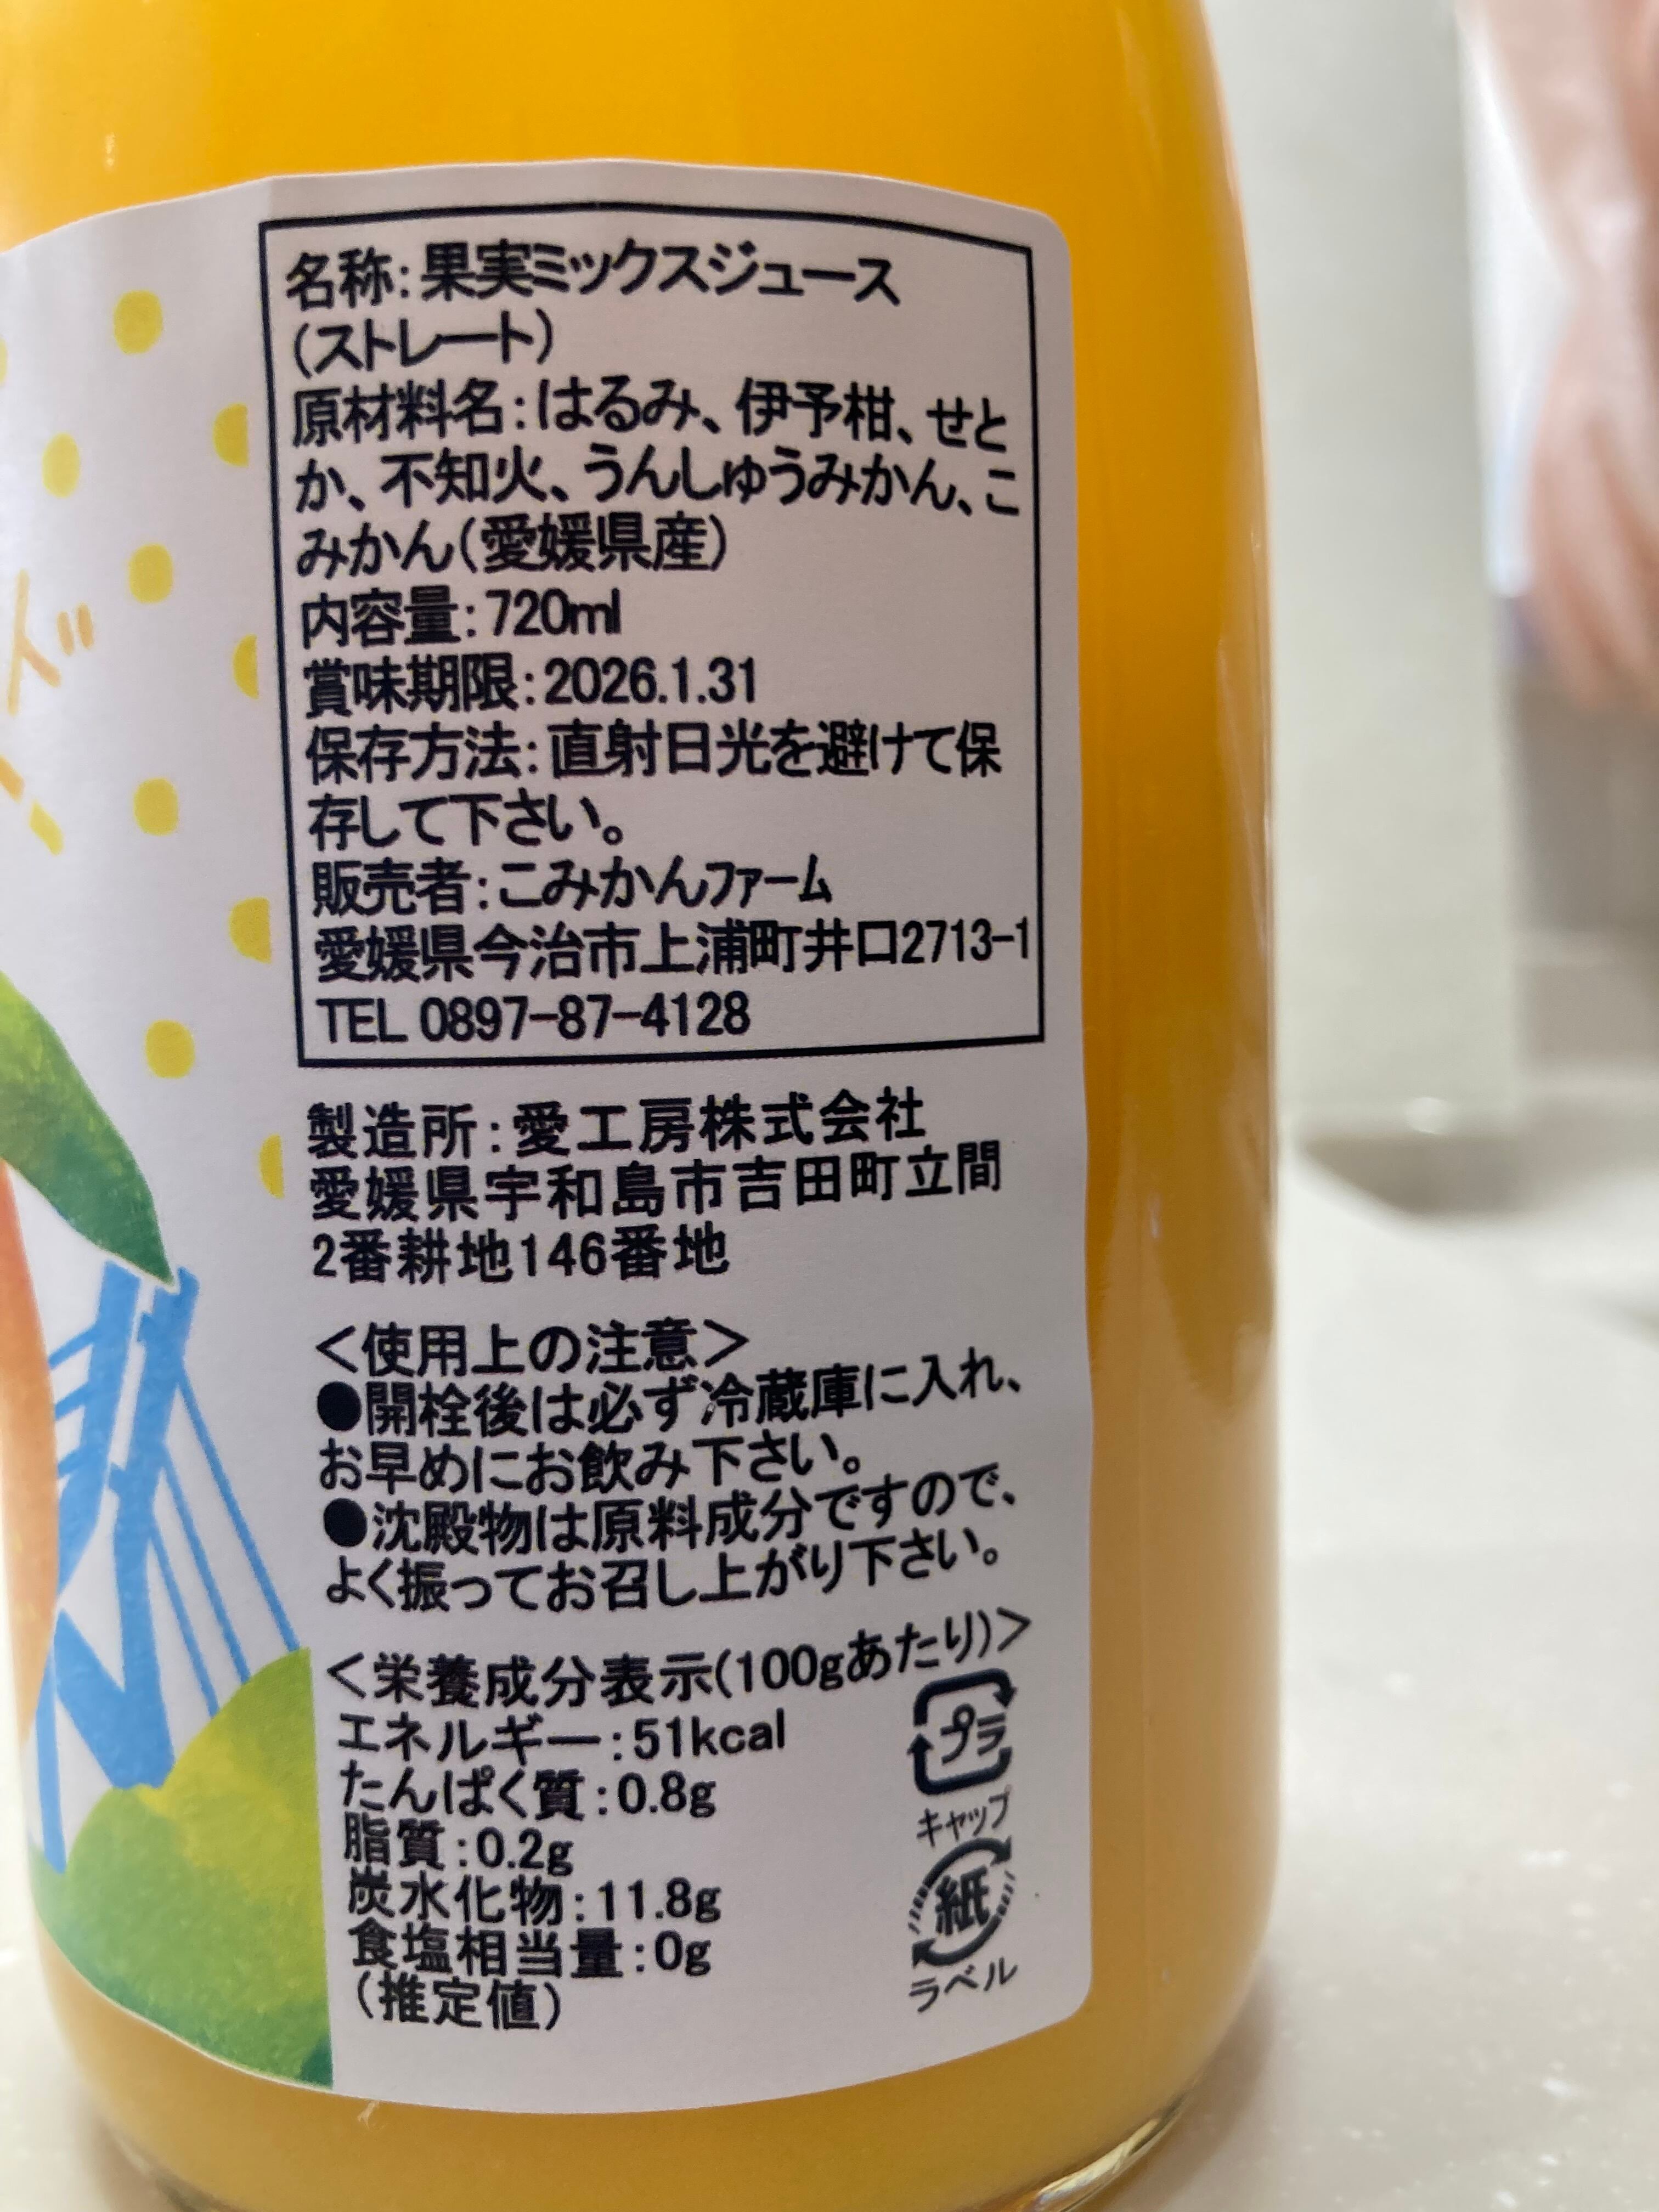 名称:果実ミックスジュース
(ストレート)
原材料名:はるみ、伊予柑、せと
か、不知火、うんしゅうみかん、こ
みかん(愛媛県産)
内容量:720ml
賞味期限:2026.1.31
保存方法:直射日光を避けて保
存して下さい。
販売者:こみかんファーム
愛媛県今治市上浦町井口2713-1
TEL 0897-87-4128
製造所:愛工房株式会社
愛媛県宇和島市吉田町立間
2番耕地146番地
＜使用上の注意＞
●開栓後は必ず冷蔵庫に入れ、
お早めにお飲み下さい。
●沈殿物は原料成分ですので、
よく振ってお召し上がり下さい。
＜栄養成分表示(100gあたり)＞
エネルギー:51kcal
たんぱく質:0.8g
脂質:0.2g
炭水化物:11.8g
食塩相当量:0g
(推定値)
プラ
キャップ
紙
ラベル
ド